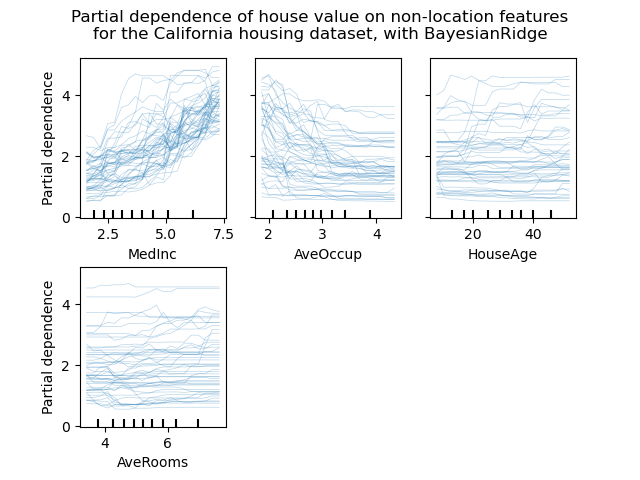 Partial dependence of house value on non-location features
for the California housing dataset, with BayesianRidge
Partial dependence
4
2
0
2.5
5.0
7.5
MedInc
2
3
4
AveOccup
20
40
HouseAge
Partial dependence
4
2
0
4
6
AveRooms